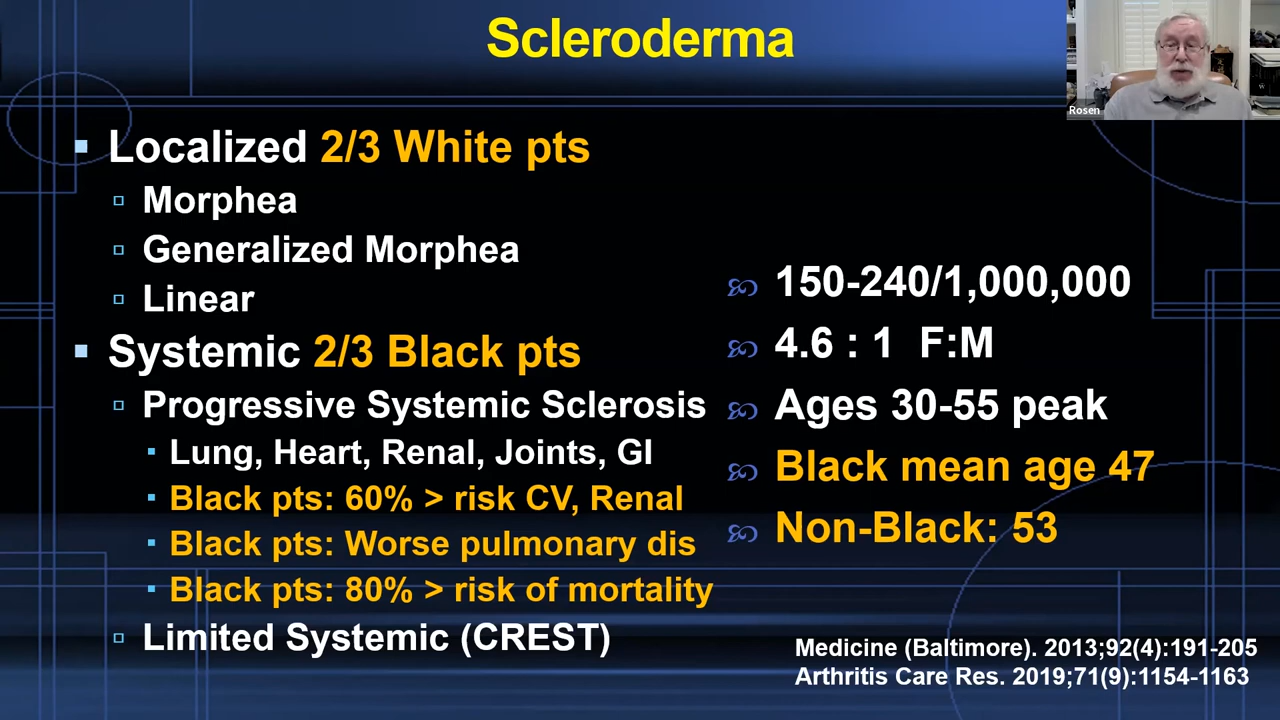 Scleroderma
Rosen
Localized 2/3 White pts
Morphea
Generalized Morphea
Linear
Systemic 2/3 Black pts
Progressive Systemic Sclerosis
Lung, Heart, Renal, Joints, GI
Black pts: 60% > risk CV, Renal
Black pts: Worse pulmonary dis
Black pts: 80% > risk of mortality
Limited Systemic (CREST)
150-240/1,000,000
4.6 : 1 F:M
Ages 30-55 peak
Black mean age 47
Non-Black: 53
Medicine (Baltimore). 2013;92(4):191-205
Arthritis Care Res. 2019;71(9):1154-1163